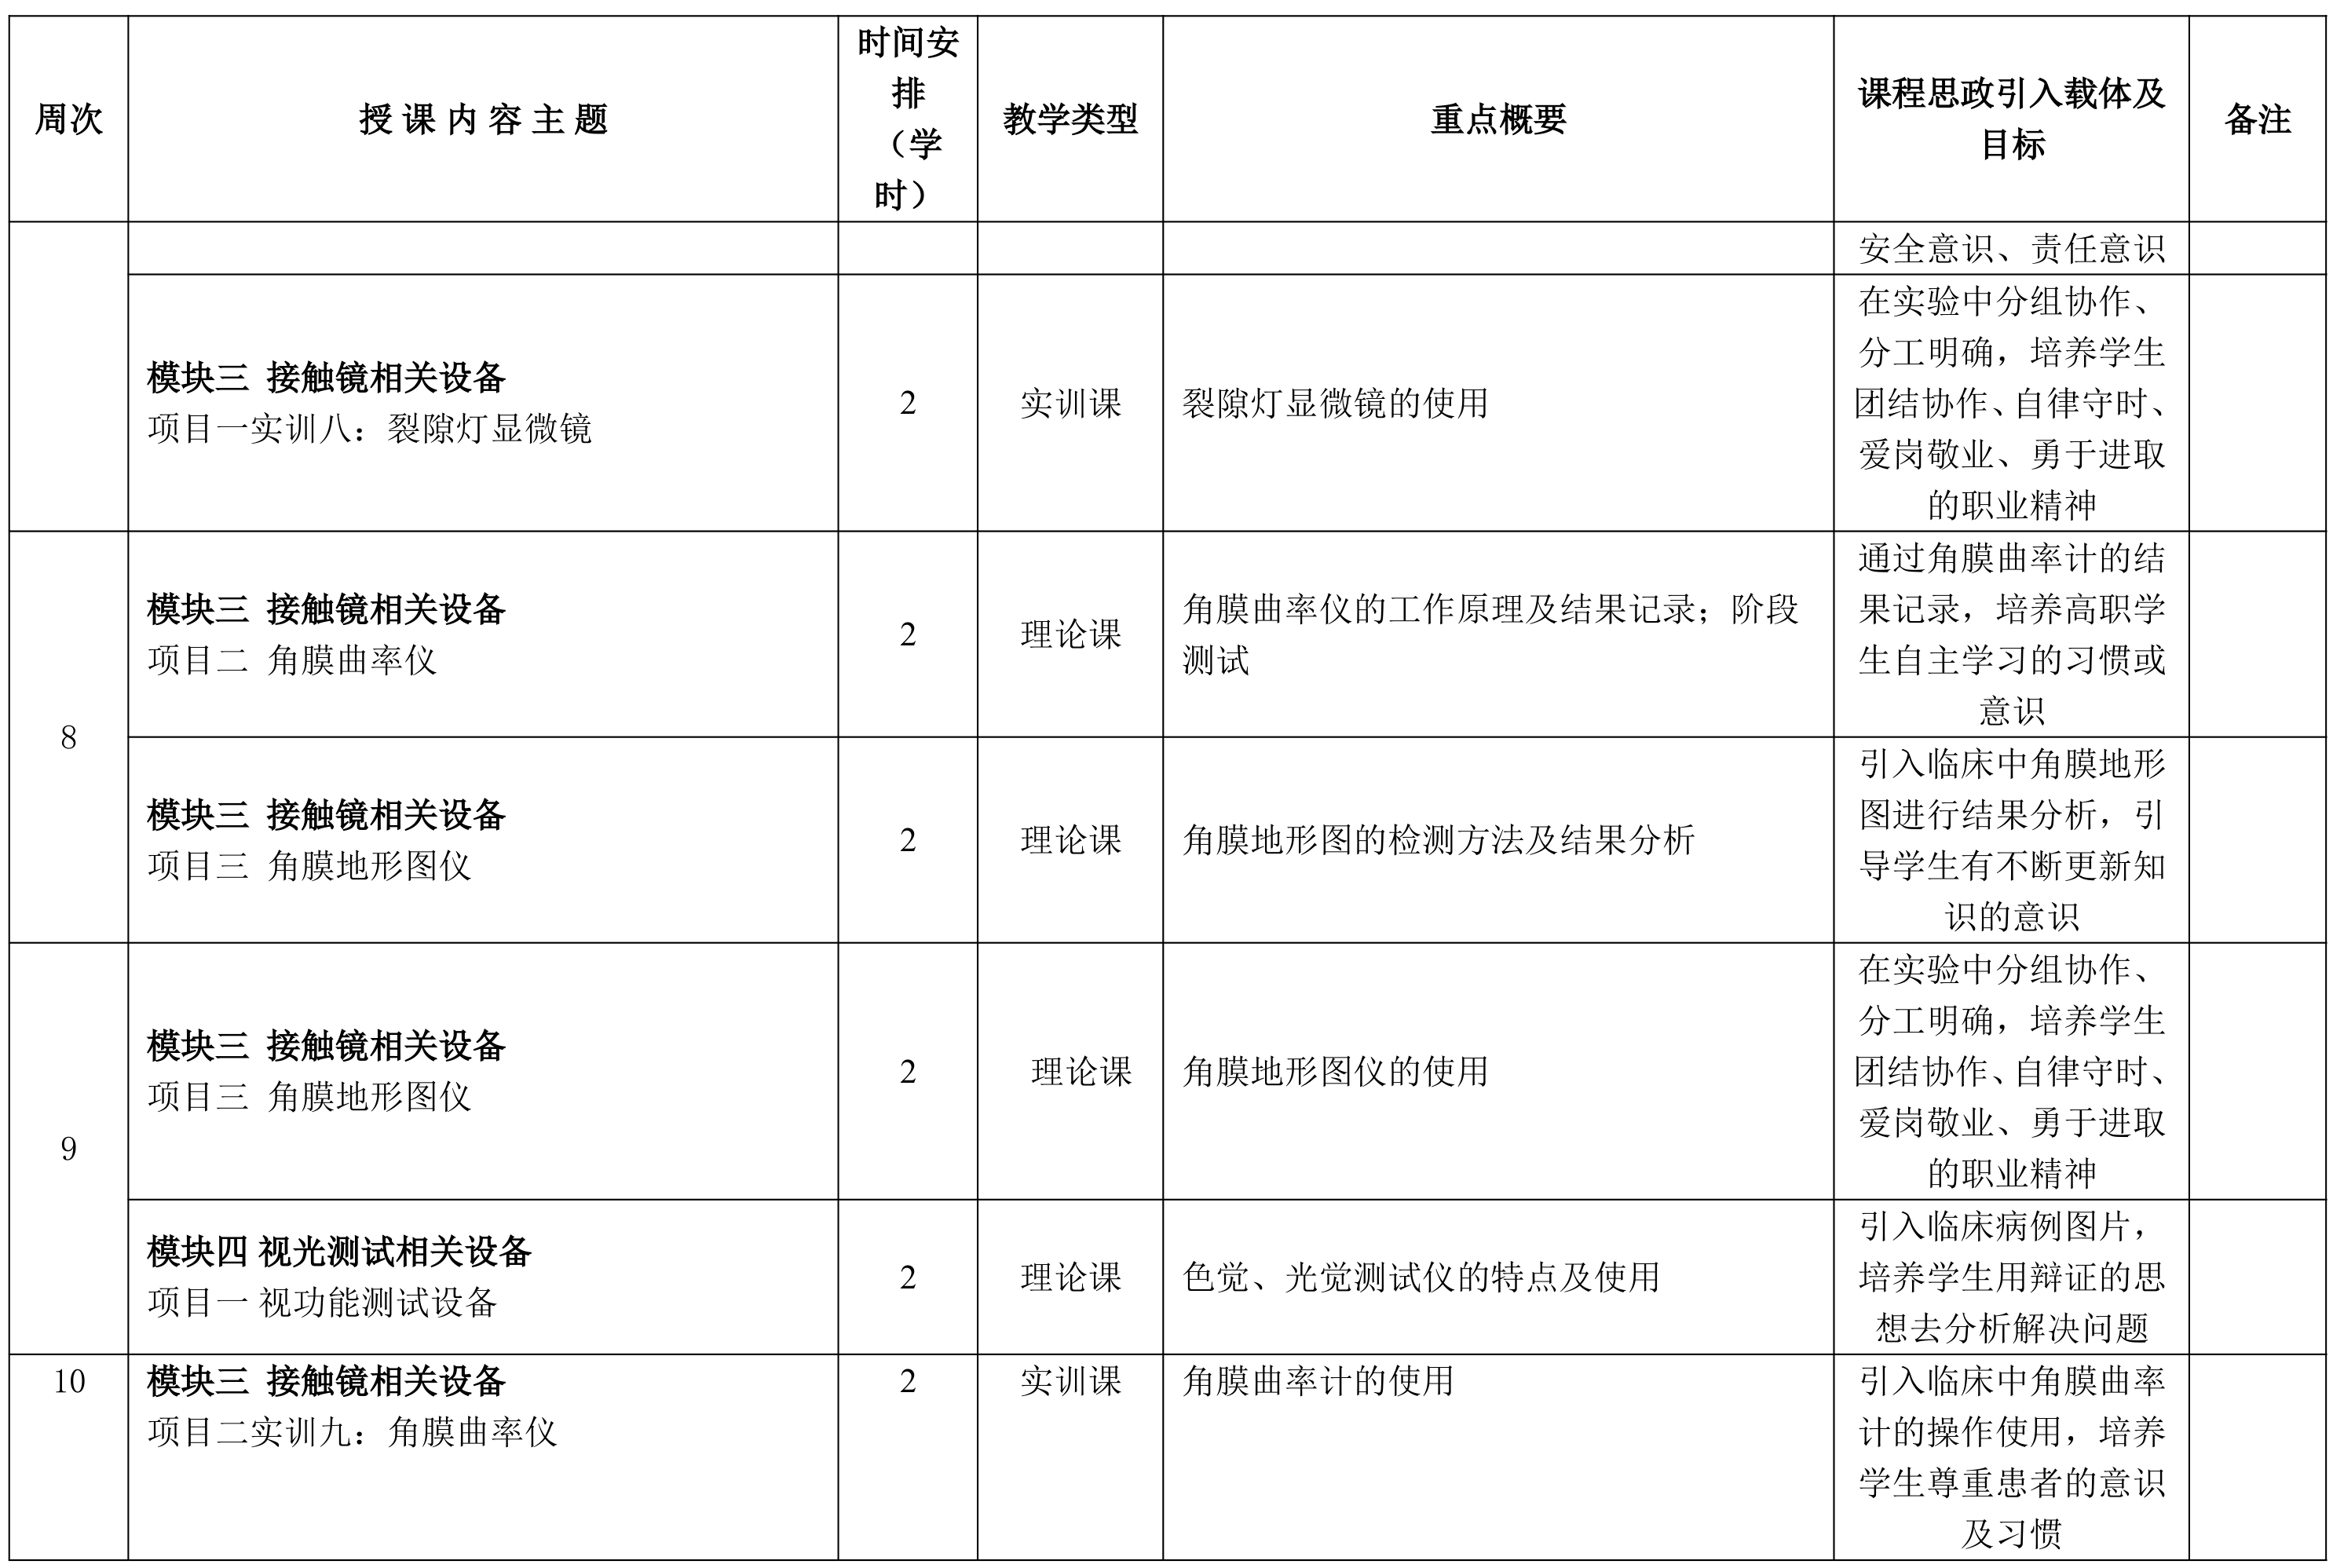 周次
授 课 内 容 主 题
时间安
排
（学
时）
教学类型
重点概要
课程思政引入载体及
目标
备注
安全意识、责任意识
模块三 接触镜相关设备
项目一实训八：裂隙灯显微镜
2
实训课
裂隙灯显微镜的使用
在实验中分组协作、
分工明确，培养学生
团结协作、自律守时、
爱岗敬业、勇于进取
的职业精神
8
模块三 接触镜相关设备
项目二 角膜曲率仪
2
理论课
角膜曲率仪的工作原理及结果记录；阶段
测试
通过角膜曲率计的结
果记录，培养高职学
生自主学习的习惯或
意识
模块三 接触镜相关设备
项目三 角膜地形图仪
2
理论课
角膜地形图的检测方法及结果分析
引入临床中角膜地形
图进行结果分析，引
导学生有不断更新知
识的意识
9
模块三 接触镜相关设备
项目三 角膜地形图仪
2
理论课
角膜地形图仪的使用
在实验中分组协作、
分工明确，培养学生
团结协作、自律守时、
爱岗敬业、勇于进取
的职业精神
模块四 视光测试相关设备
项目一 视功能测试设备
2
理论课
色觉、光觉测试仪的特点及使用
引入临床病例图片，
培养学生用辩证的思
想去分析解决问题
10
模块三 接触镜相关设备
项目二实训九：角膜曲率仪
2
实训课
角膜曲率计的使用
引入临床中角膜曲率
计的操作使用，培养
学生尊重患者的意识
及习惯